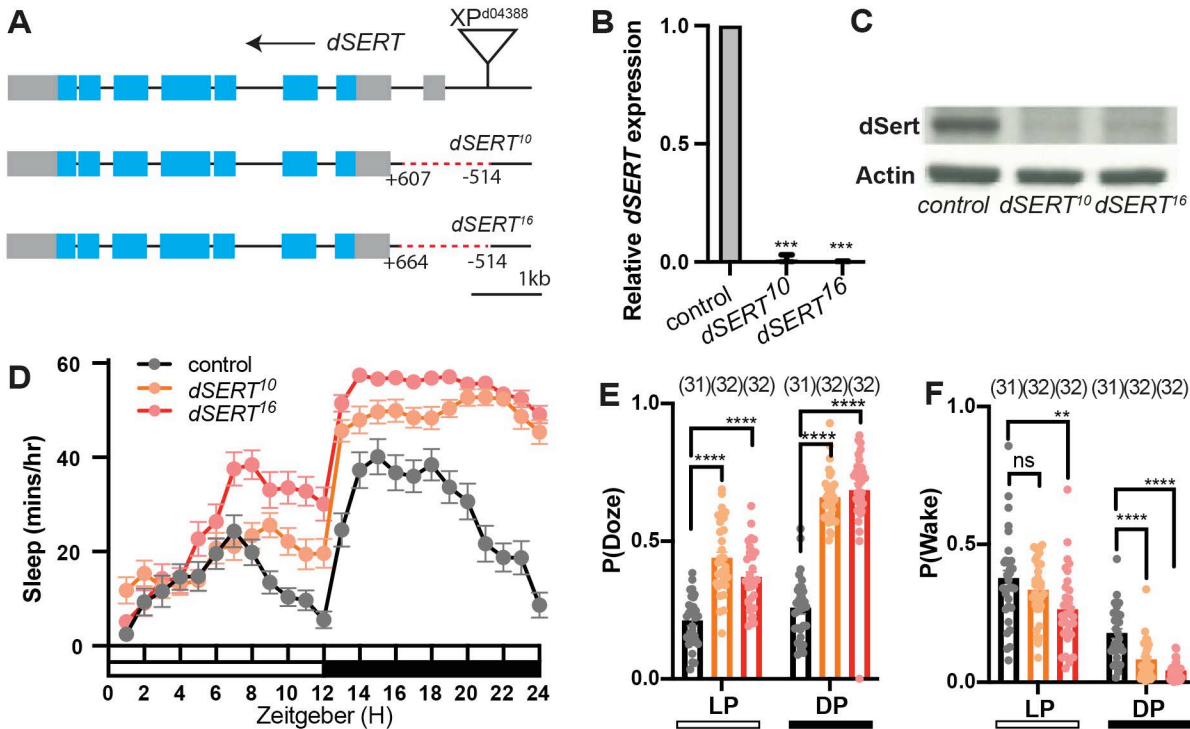 A
XP^d04388
dSERT
dSERT^10
+607 -514
dSERT^16
+664 -514
1kb
B
Relative dSERT expression
1.0
0.5
0.0
*** ***
control
dSERT^10
dSERT^16
C
dSert
Actin
control dSERT^10 dSERT^16
D
control
dSERT^10
dSERT^16
Sleep (mins/hr)
60
40
20
0
0 2 4 6 8 10 12 14 16 18 20 22 24
Zeitgeber (H)
E
(31)(32)(32) (31)(32)(32)
P(Doze)
1.0
0.5
0.0
****
****
****
****
LP DP
F
(31)(32)(32) (31)(32)(32)
P(Wake)
1.0
0.5
0.0
**
ns
****
****
LP DP